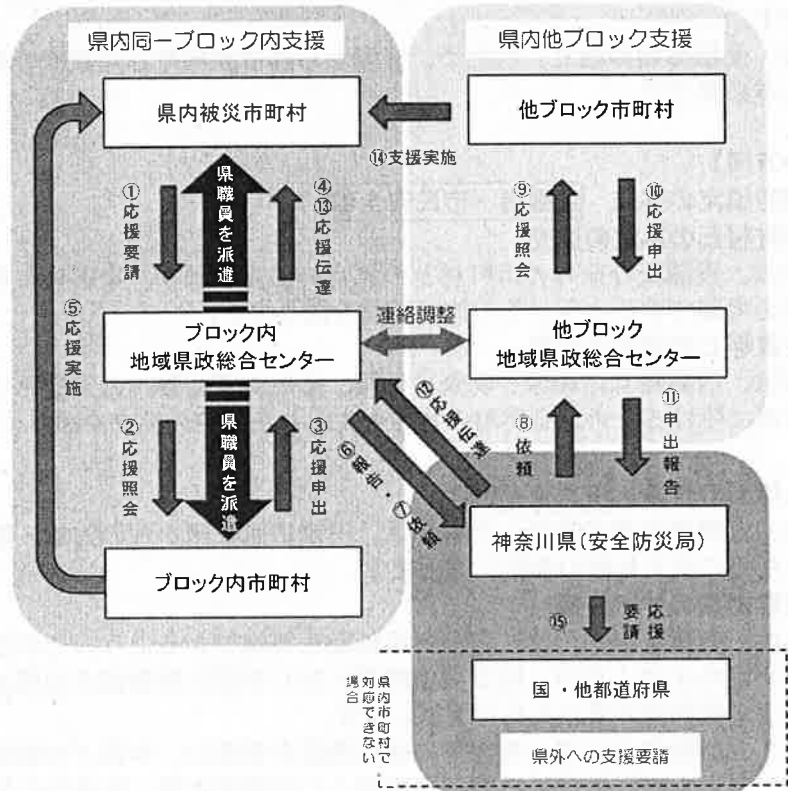 県内同一ブロック内支援
県内他ブロック支援
県内被災市町村
他ブロック市町村
⑭支援実施
①応援要請
県職員を派遣
④
⑬応援伝達
⑨応援照会
⑩応援申出
⑤応援実施
ブロック内
地域県政総合センター
連絡調整
他ブロック
地域県政総合センター
②応援照会
県職員を派遣
③応援申出
⑥報告・⑦依頼
⑫応援伝達
⑧依頼
⑪申出報告
ブロック内市町村
神奈川県(安全防災局)
⑮
応援
要請
県内市町村で
対応できない
場合
国・他都道府県
県外への支援要請